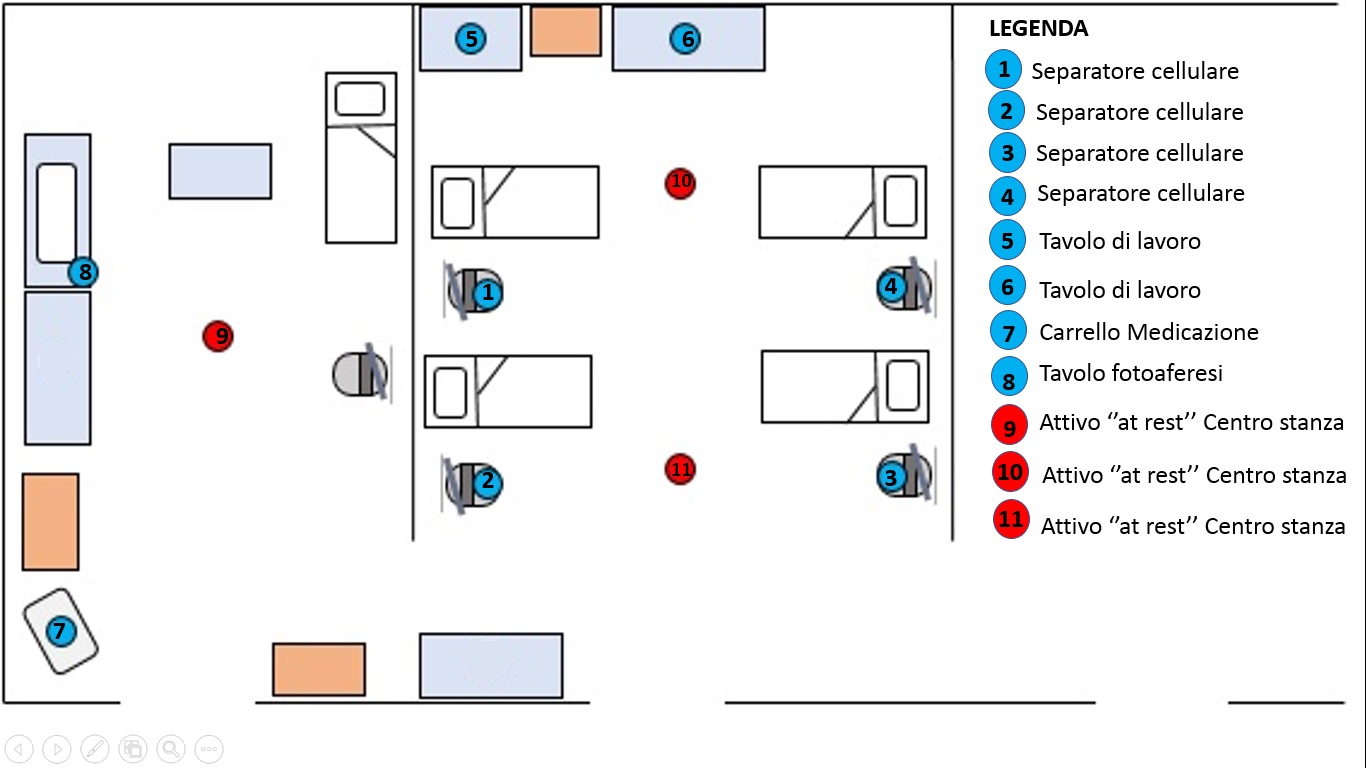 LEGENDA
1 Separatore cellulare
2 Separatore cellulare
3 Separatore cellulare
4 Separatore cellulare
5 Tavolo di lavoro
6 Tavolo di lavoro
7 Carrello Medicazione
8 Tavolo fotoaferesi
9 Attivo ‘’at rest’’ Centro stanza
10 Attivo ‘’at rest’’ Centro stanza
11 Attivo ‘’at rest’’ Centro stanza
5
6
10
8
1
4
9
2
11
3
7